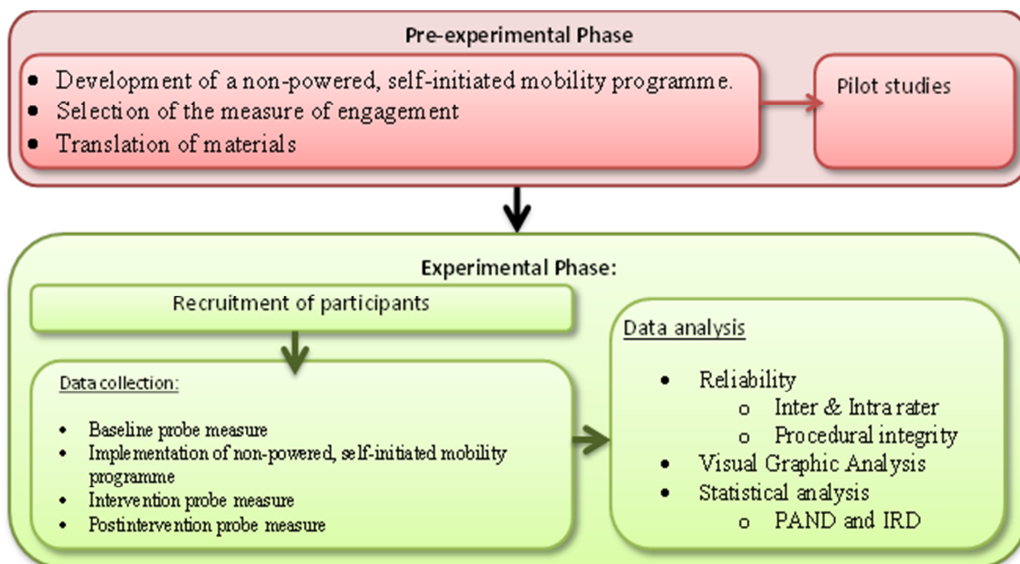 Pre-experimental Phase
• Development of a non-powered, self-initiated mobility programme.
• Selection of the measure of engagement
• Translation of materials
Pilot studies
Experimental Phase:
Recruitment of participants
Data collection:
• Baseline probe measure
• Implementation of non-powered, self-initiated mobility
programme
• Intervention probe measure
• Postintervention probe measure
Data analysis
• Reliability
o Inter & Intra rater
o Procedural integrity
• Visual Graphic Analysis
• Statistical analysis
o PAND and IRD